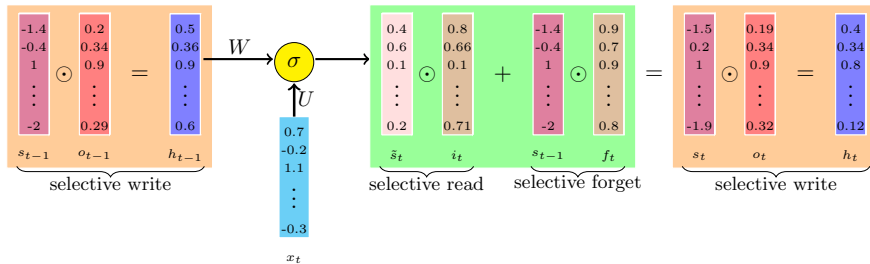 -1.4 0.2 0.5 0.4 0.8 -1.4 0.9 -1.5 0.19 0.4
-0.4 0.34 0.36 W 0.6 0.66 -0.4 0.7 0.2 0.34 0.34
1 ⊙ 0.9 = 0.9 σ 0.1 ⊙ 0.1 + 1 ⊙ 0.9 = 1 ⊙ 0.9 = 0.8
⋮ ⋮ ⋮ U ⋮ ⋮ ⋮ ⋮ ⋮ ⋮ ⋮
-2 0.29 0.6 0.2 0.71 -2 0.8 -1.9 0.32 0.12
s_{t−1} o_{t−1} h_{t−1} s̃_t i_t s_{t−1} f_t s_t o_t h_t
selective write selective read selective forget selective write
0.7
-0.2
1.1
⋮
-0.3
x_t